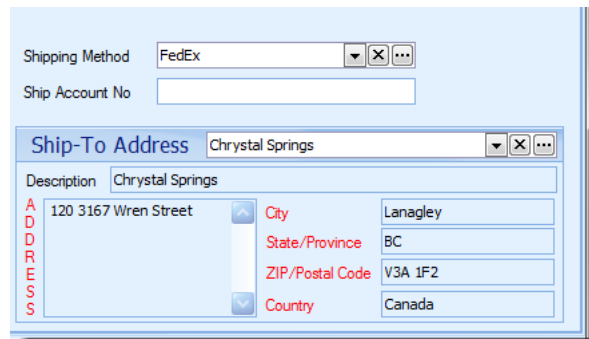 Shipping Method FedEx
Ship Account No
Ship-To Address Chrystal Springs
Description Chrystal Springs
ADDRESS 120 3167 Wren Street
City Lanagley
State/Province BC
ZIP/Postal Code V3A 1F2
Country Canada